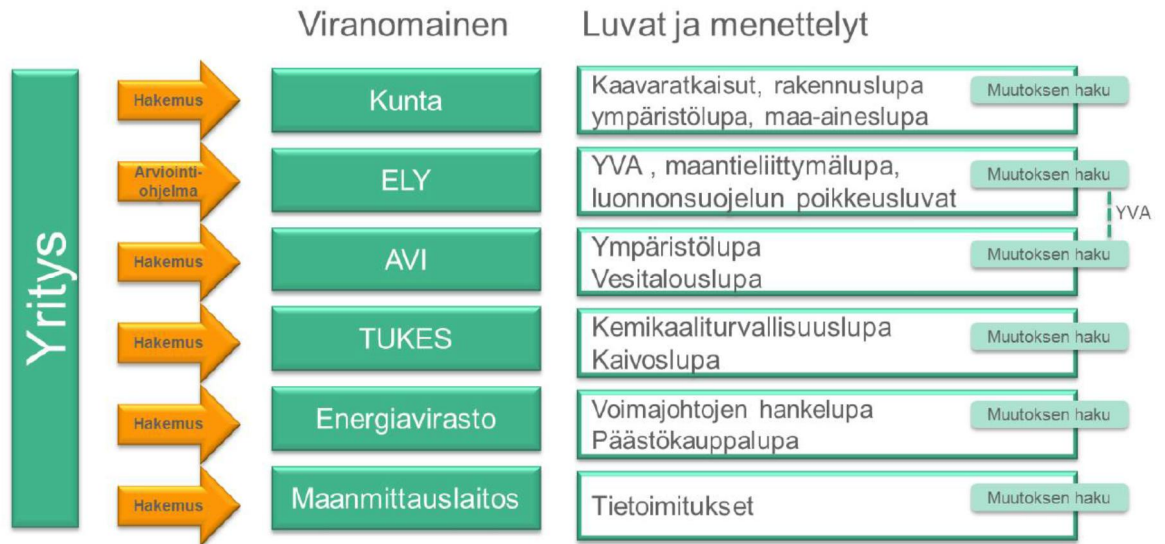 Viranomainen
Luvat ja menettelyt
Yritys
Hakemus
Kunta
Kaavaratkaisut, rakennuslupa
ympäristölupa, maa-aineslupa
Muutoksen haku
Arviointi-
ohjelma
ELY
YVA , maantieliittymälupa,
luonnonsuojelun poikkeusluvat
Muutoksen haku
YVA
Hakemus
AVI
Ympäristölupa
Vesitalouslupa
Muutoksen haku
Hakemus
TUKES
Kemikaaliturvallisuuslupa
Kaivoslupa
Muutoksen haku
Hakemus
Energiavirasto
Voimajohtojen hankelupa
Päästökauppalupa
Muutoksen haku
Hakemus
Maanmittauslaitos
Tietoimitukset
Muutoksen haku